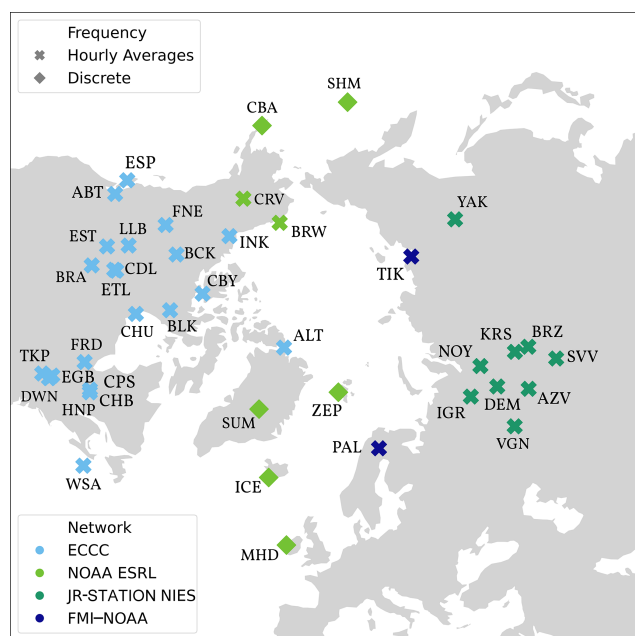 Frequency
Hourly Averages
Discrete
SHM
CBA
ESP
ABT
CRV
YAK
FNE
BRW
EST
LLB
INK
BCK
TIK
BRA
CDL
CBY
ETL
CHU
BLK
ALT
KRS
BRZ
FRD
NOY
SVV
TKP
EGB
CPS
DWN
CHB
HNP
ZEP
DEM
AZV
IGR
SUM
VGN
PAL
WSA
ICE
MHD
Network
ECCC
NOAA ESRL
JR-STATION NIES
FMI–NOAA